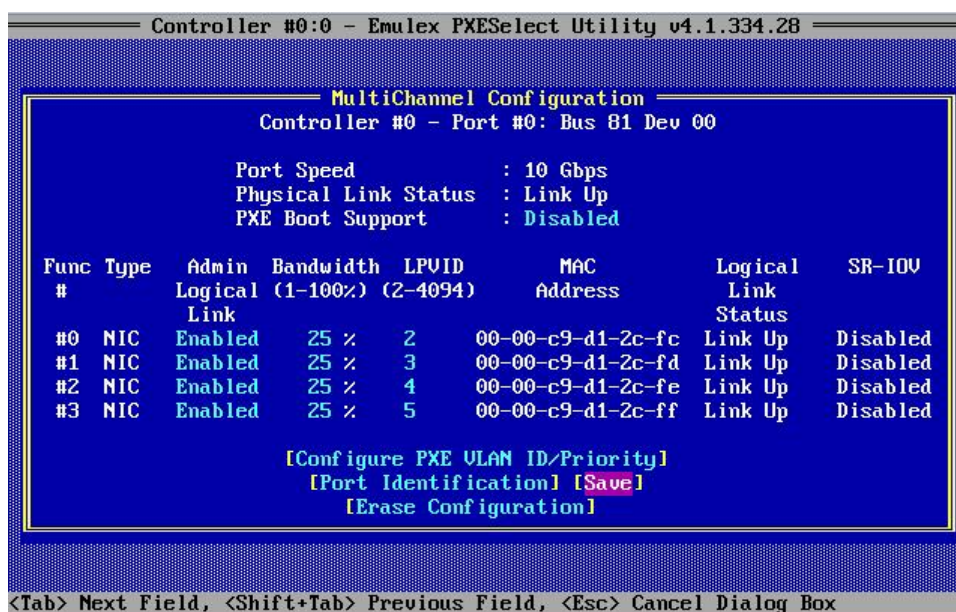 Controller #0:0 - Emulex PXESelect Utility v4.1.334.28
MultiChannel Configuration
Controller #0 - Port #0: Bus 81 Dev 00
Port Speed : 10 Gbps
Physical Link Status : Link Up
PXE Boot Support : Disabled
Func Type Admin Bandwidth LPVID MAC Logical SR-IOV
# Logical (1-100%) (2-4094) Address Link
Link Status
#0 NIC Enabled 25 % 2 00-00-c9-d1-2c-fc Link Up Disabled
#1 NIC Enabled 25 % 3 00-00-c9-d1-2c-fd Link Up Disabled
#2 NIC Enabled 25 % 4 00-00-c9-d1-2c-fe Link Up Disabled
#3 NIC Enabled 25 % 5 00-00-c9-d1-2c-ff Link Up Disabled
[Configure PXE VLAN ID/Priority]
[Port Identification] [Save]
[Erase Configuration]
<Tab> Next Field, <Shift+Tab> Previous Field, <Esc> Cancel Dialog Box